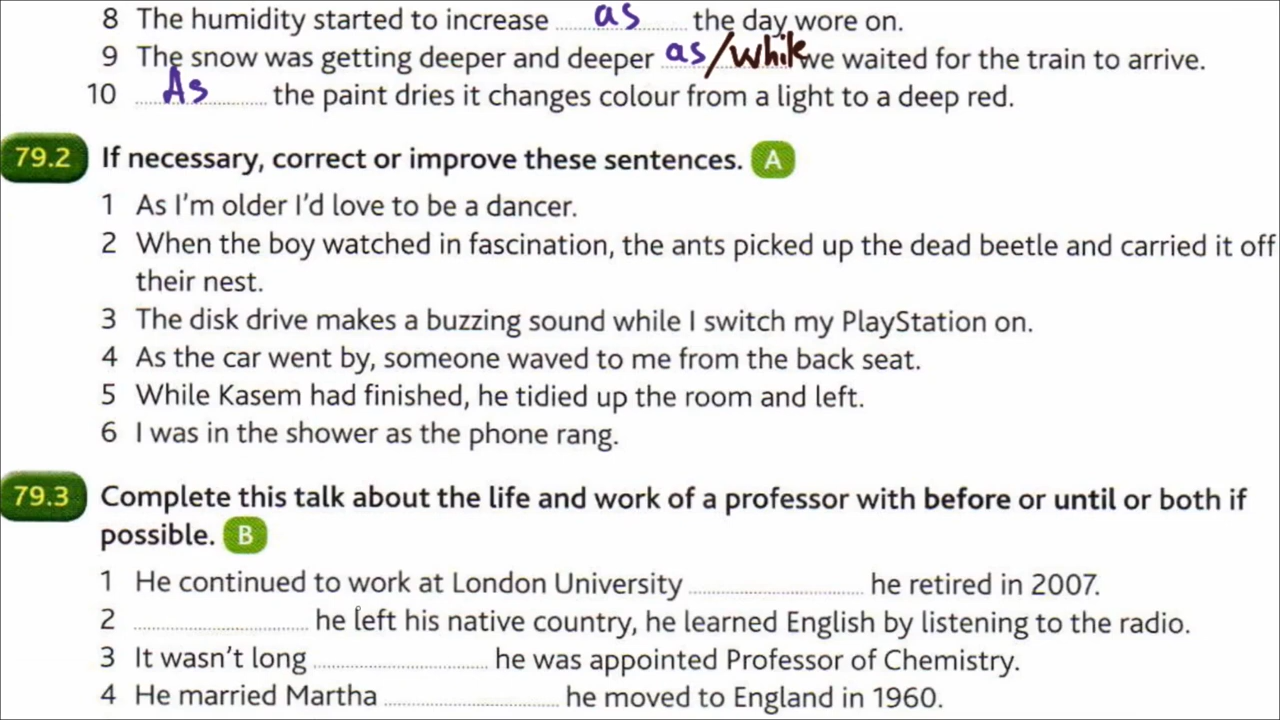 8 The humidity started to increase as the day wore on.
9 The snow was getting deeper and deeper as/while we waited for the train to arrive.
10 As the paint dries it changes colour from a light to a deep red.
79.2 If necessary, correct or improve these sentences. A
1 As I'm older I'd love to be a dancer.
2 When the boy watched in fascination, the ants picked up the dead beetle and carried it off
their nest.
3 The disk drive makes a buzzing sound while I switch my PlayStation on.
4 As the car went by, someone waved to me from the back seat.
5 While Kasem had finished, he tidied up the room and left.
6 I was in the shower as the phone rang.
79.3 Complete this talk about the life and work of a professor with before or until or both if
possible. B
1 He continued to work at London University .................... he retired in 2007.
2 .................... he left his native country, he learned English by listening to the radio.
3 It wasn't long .................... he was appointed Professor of Chemistry.
4 He married Martha .................... he moved to England in 1960.